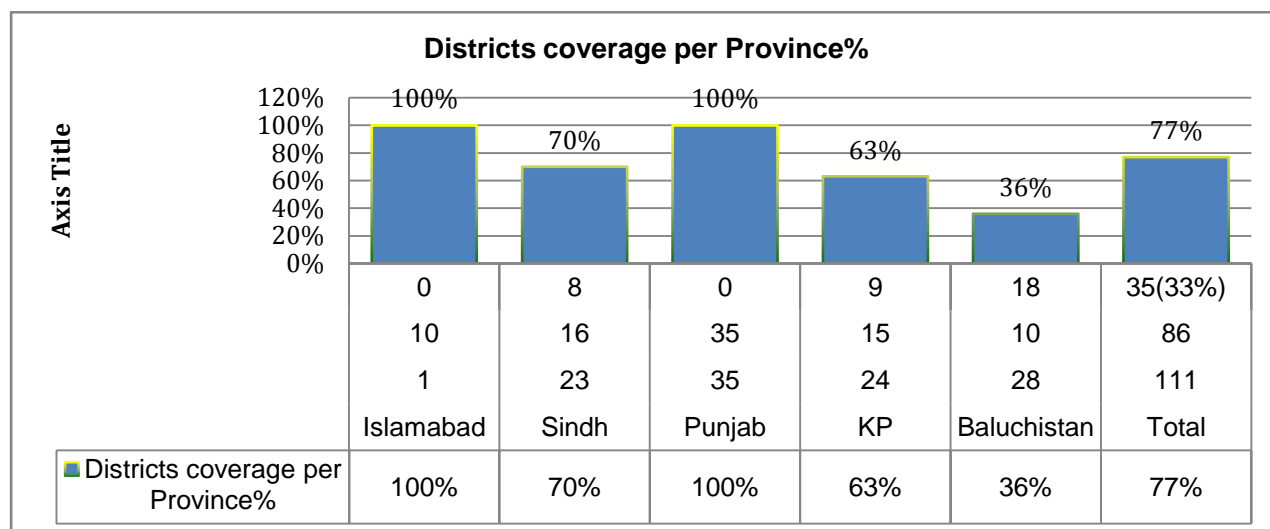 Districts coverage per Province%
Axis Title
120%
100%
80%
60%
40%
20%
0%
100%
70%
100%
63%
36%
77%
0 8 0 9 18 35(33%)
10 16 35 15 10 86
1 23 35 24 28 111
Islamabad Sindh Punjab KP Baluchistan Total
Districts coverage per
Province%
100% 70% 100% 63% 36% 77%